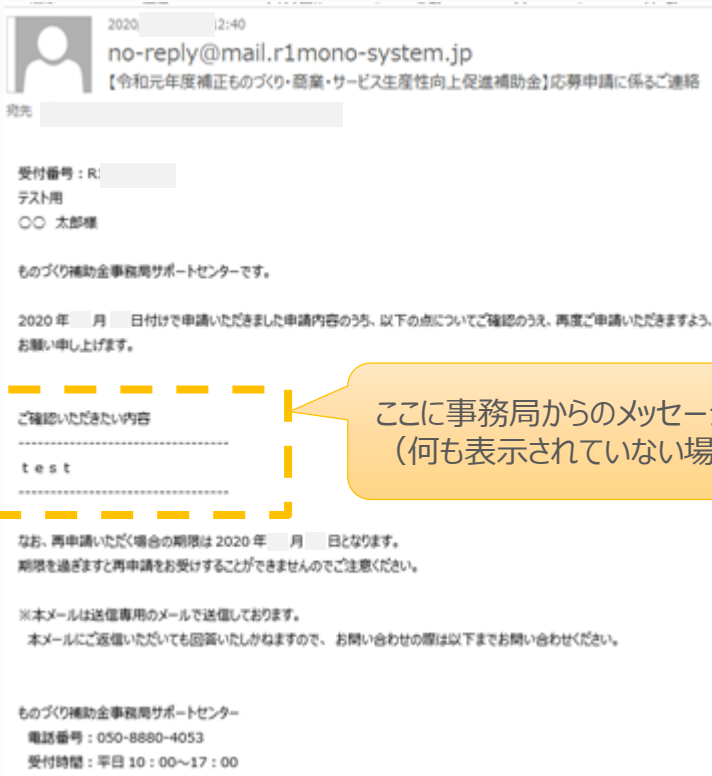 2020 2:40
no-reply@mail.r1mono-system.jp
【令和元年度補正ものづくり・商業・サービス生産性向上促進補助金】応募申請に係るご連絡
宛先
受付番号：R
テスト用
〇〇 太郎様
ものづくり補助金事務局サポートセンターです。
2020 年 月 日付けで申請いただきました申請内容のうち、以下の点についてご確認のうえ、再度ご申請いただきますよう、
お願い申し上げます。
ご確認いただきたい内容
---------------------------------
ｔｅｓｔ
---------------------------------
ここに事務局からのメッセー
（何も表示されていない場
なお、再申請いただく場合の期限は 2020 年 月 日となります。
期限を過ぎますと再申請をお受けすることができませんのでご注意ください。
※本メールは送信専用のメールで送信しております。
本メールにご返信いただいても回答いたしかねますので、お問い合わせの際は以下までお問い合わせください。
ものづくり補助金事務局サポートセンター
電話番号：050-8880-4053
受付時間：平日 10：00～17：00